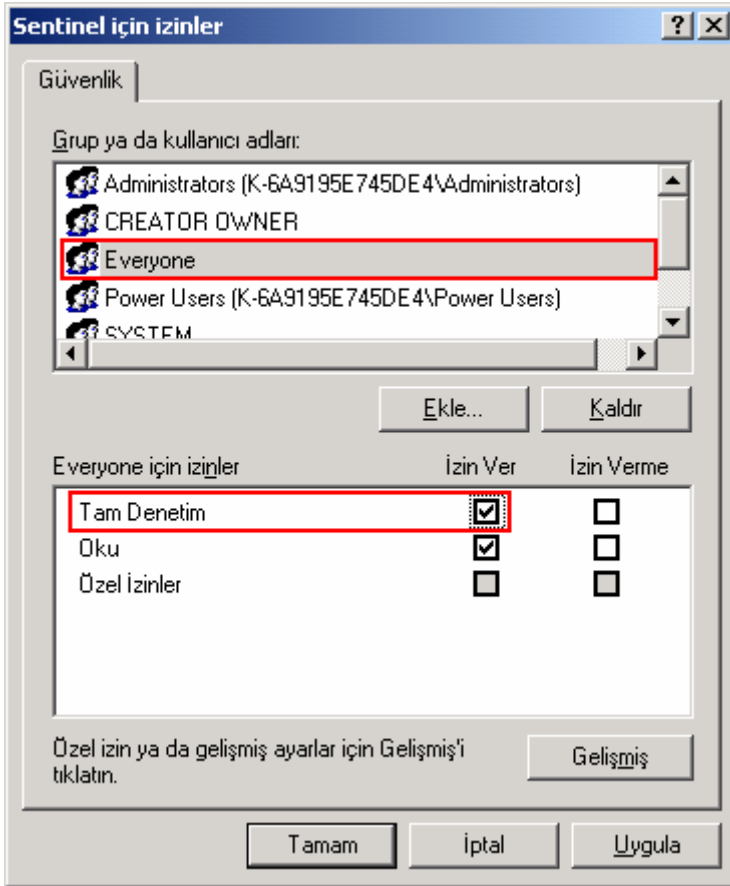 Sentinel için izinler
Güvenlik
Grup ya da kullanıcı adları:
Administrators (K-6A9195E745DE4\Administrators)
CREATOR OWNER
Everyone
Power Users (K-6A9195E745DE4\Power Users)
SYSTEM
Ekle... Kaldır
Everyone için izinler İzin Ver İzin Verme
Tam Denetim
Oku
Özel İzinler
Özel izin ya da gelişmiş ayarlar için Gelişmiş'i
tıklatın.
Gelişmiş
Tamam İptal Uygula